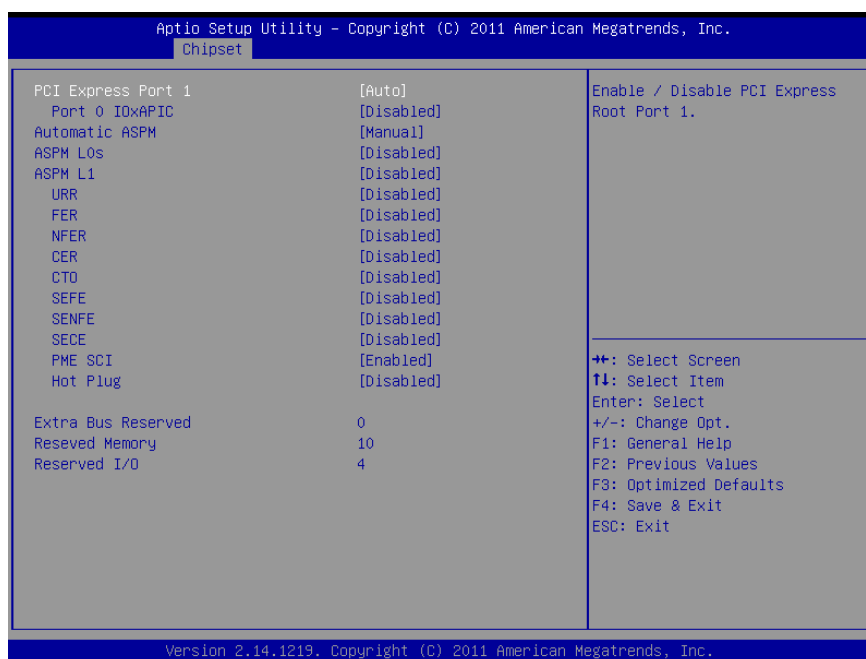 Aptio Setup Utility – Copyright (C) 2011 American Megatrends, Inc.
Chipset
PCI Express Port 1 [Auto]
Port 0 IOxAPIC [Disabled]
Automatic ASPM [Manual]
ASPM L0s [Disabled]
ASPM L1 [Disabled]
URR [Disabled]
FER [Disabled]
NFER [Disabled]
CER [Disabled]
CTO [Disabled]
SEFE [Disabled]
SENFE [Disabled]
SECE [Disabled]
PME SCI [Enabled]
Hot Plug [Disabled]
Extra Bus Reserved 0
Reseved Memory 10
Reserved I/O 4
Enable / Disable PCI Express
Root Port 1.
→←: Select Screen
↑↓: Select Item
Enter: Select
+/-: Change Opt.
F1: General Help
F2: Previous Values
F3: Optimized Defaults
F4: Save & Exit
ESC: Exit
Version 2.14.1219. Copyright (C) 2011 American Megatrends, Inc.